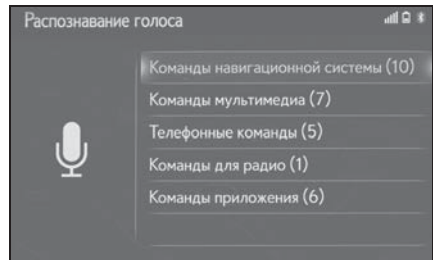 Распознавание голоса
Команды навигационной системы (10)
Команды мультимедиа (7)
Телефонные команды (5)
Команды для радио (1)
Команды приложения (6)